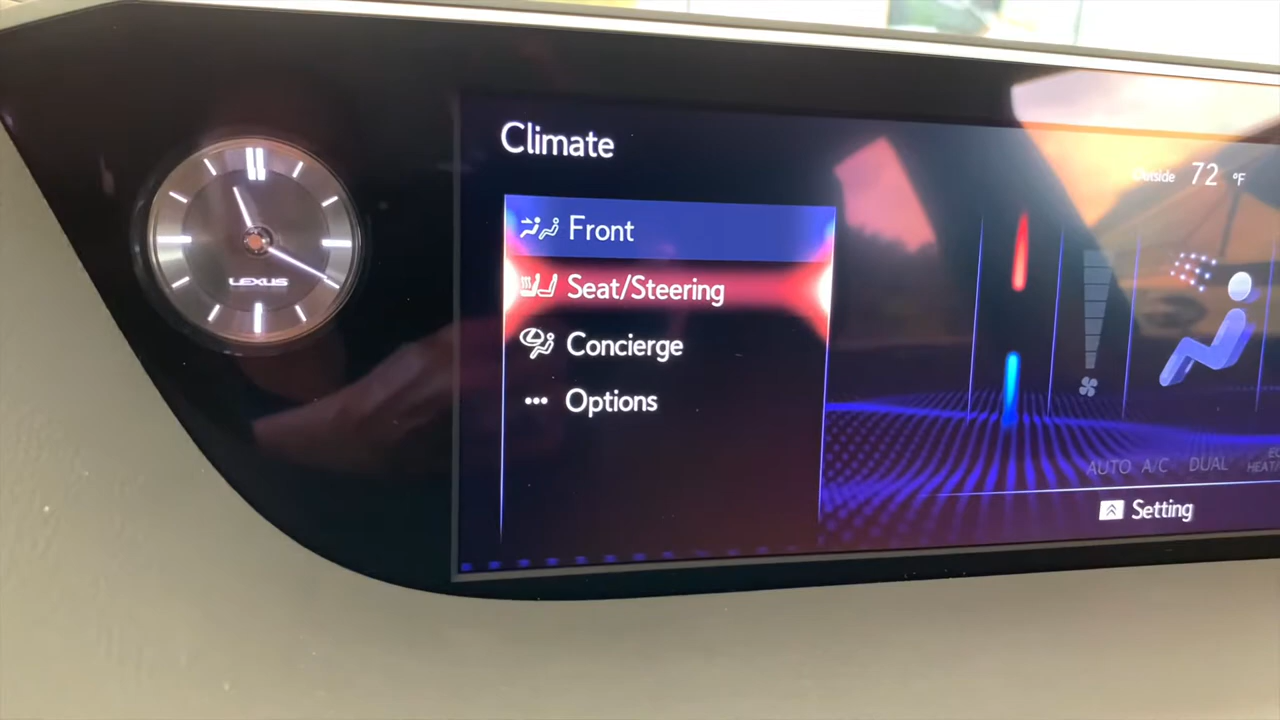 Climate
Outside 72 °F
Front
Seat/Steering
Concierge
Options
LEXUS
AUTO A/C DUAL
Setting